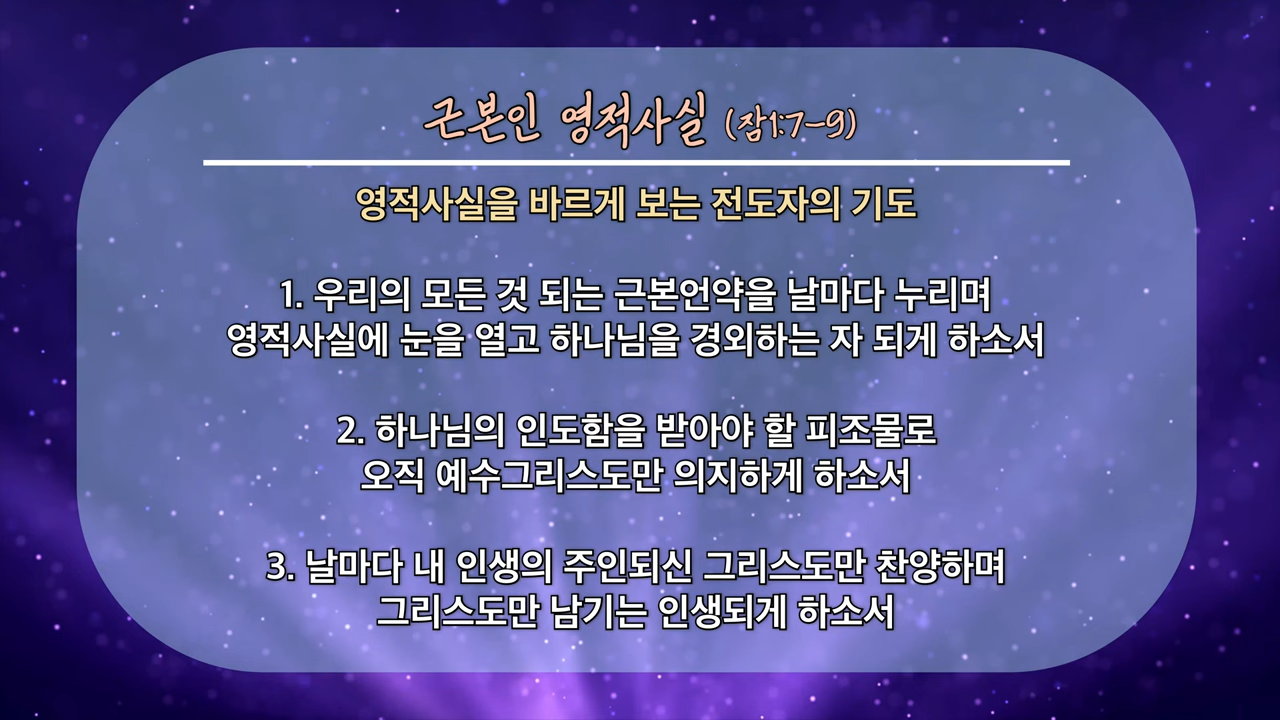 근본인 영적사실 (잠1:7-9)
영적사실을 바르게 보는 전도자의 기도
1. 우리의 모든 것 되는 근본언약을 날마다 누리며
영적사실에 눈을 열고 하나님을 경외하는 자 되게 하소서
2. 하나님의 인도함을 받아야 할 피조물로
오직 예수그리스도만 의지하게 하소서
3. 날마다 내 인생의 주인되신 그리스도만 찬양하며
그리스도만 남기는 인생되게 하소서